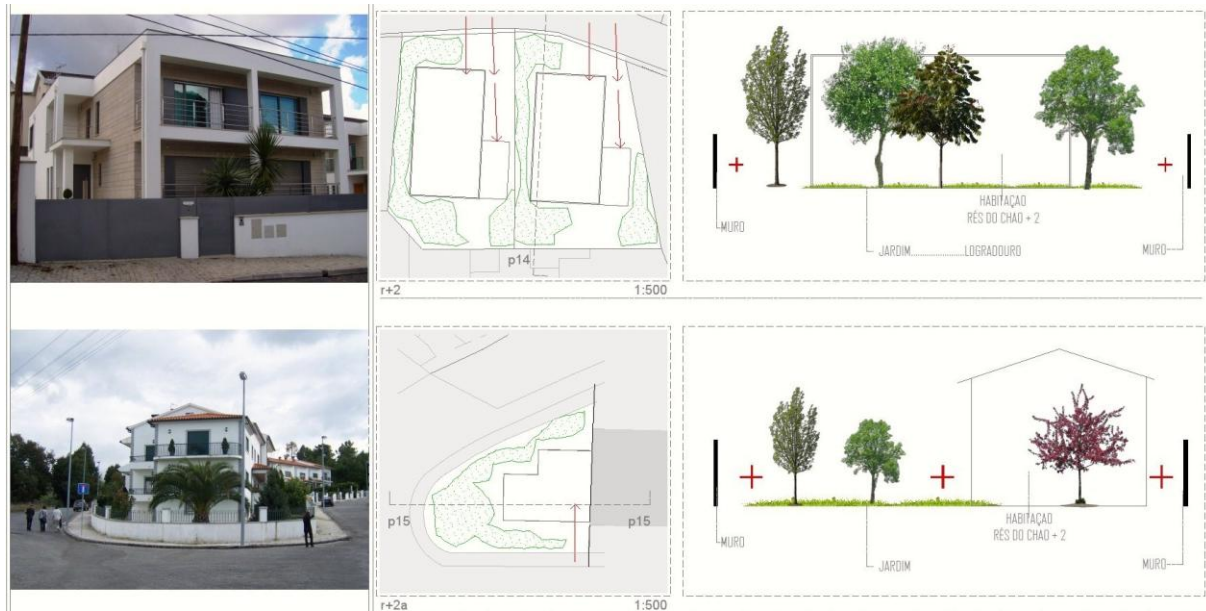 p14
r+2
1:500
MURO
HABITAÇAO
RÉS DO CHAO + 2
JARDIM
LOGRADOURO
MURO
p15
p15
r+2a
1:500
MURO
HABITAÇAO
RÉS DO CHAO + 2
JARDIM
MURO